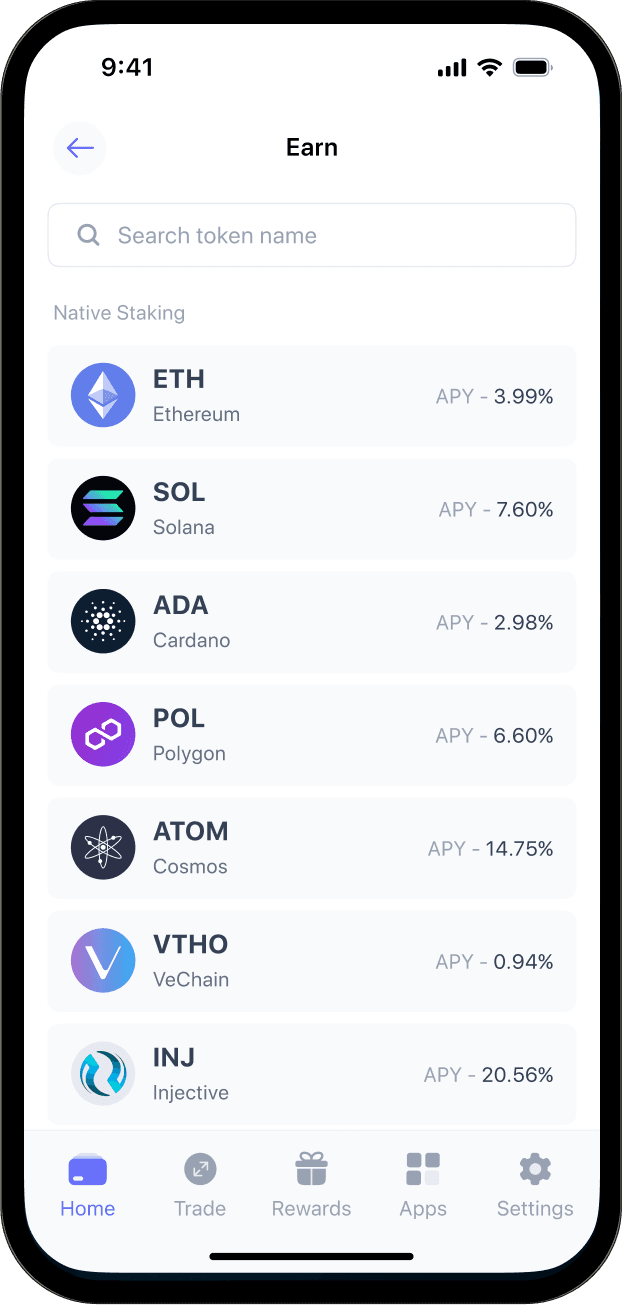 9:41
Earn
Search token name
Native Staking
ETH
Ethereum
APY - 3.99%
SOL
Solana
APY - 7.60%
ADA
Cardano
APY - 2.98%
POL
Polygon
APY - 6.60%
ATOM
Cosmos
APY - 14.75%
VTHO
VeChain
APY - 0.94%
INJ
Injective
APY - 20.56%
Home Trade Rewards Apps Settings